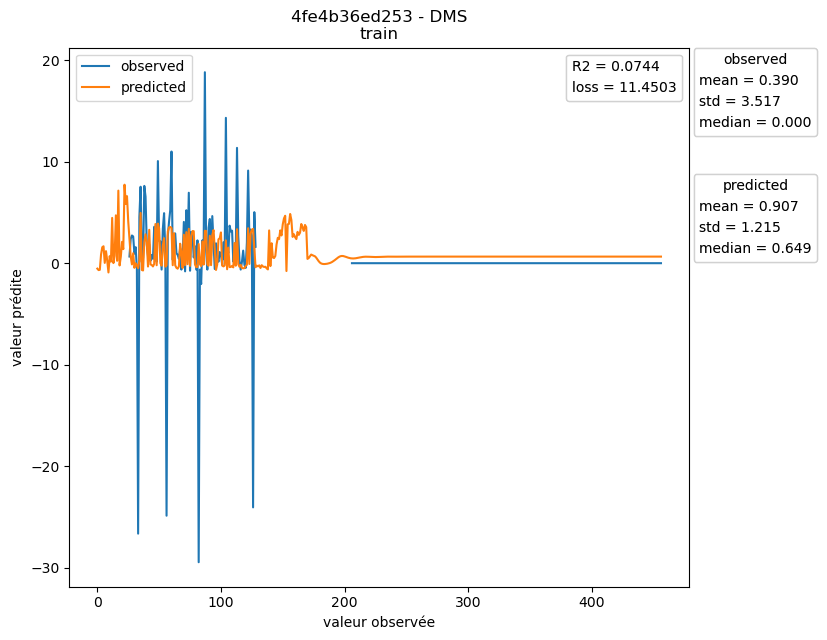 4fe4b36ed253 - DMS
train
observed
predicted
R2 = 0.0744
loss = 11.4503
observed
mean = 0.390
std = 3.517
median = 0.000
predicted
mean = 0.907
std = 1.215
median = 0.649
valeur prédite
20
10
0
−10
−20
−30
0
100
200
300
400
valeur observée